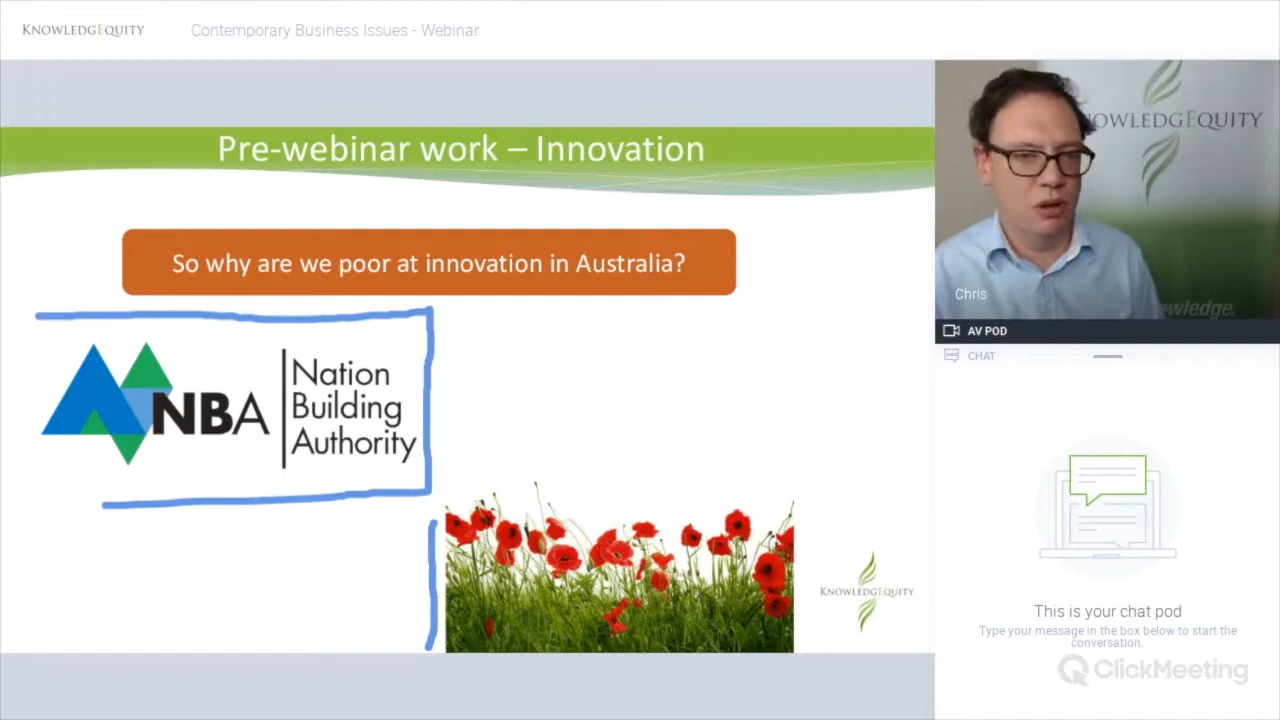 KNOWLEDGEQUITY
Contemporary Business Issues - Webinar
Pre-webinar work – Innovation
So why are we poor at innovation in Australia?
NBA
Nation
Building
Authority
KNOWLEDGEQUITY
NOWLEDGEQUITY
wledge.
Chris
AV POD
CHAT
This is your chat pod
Type your message in the box below to start the
conversation.
ClickMeeting